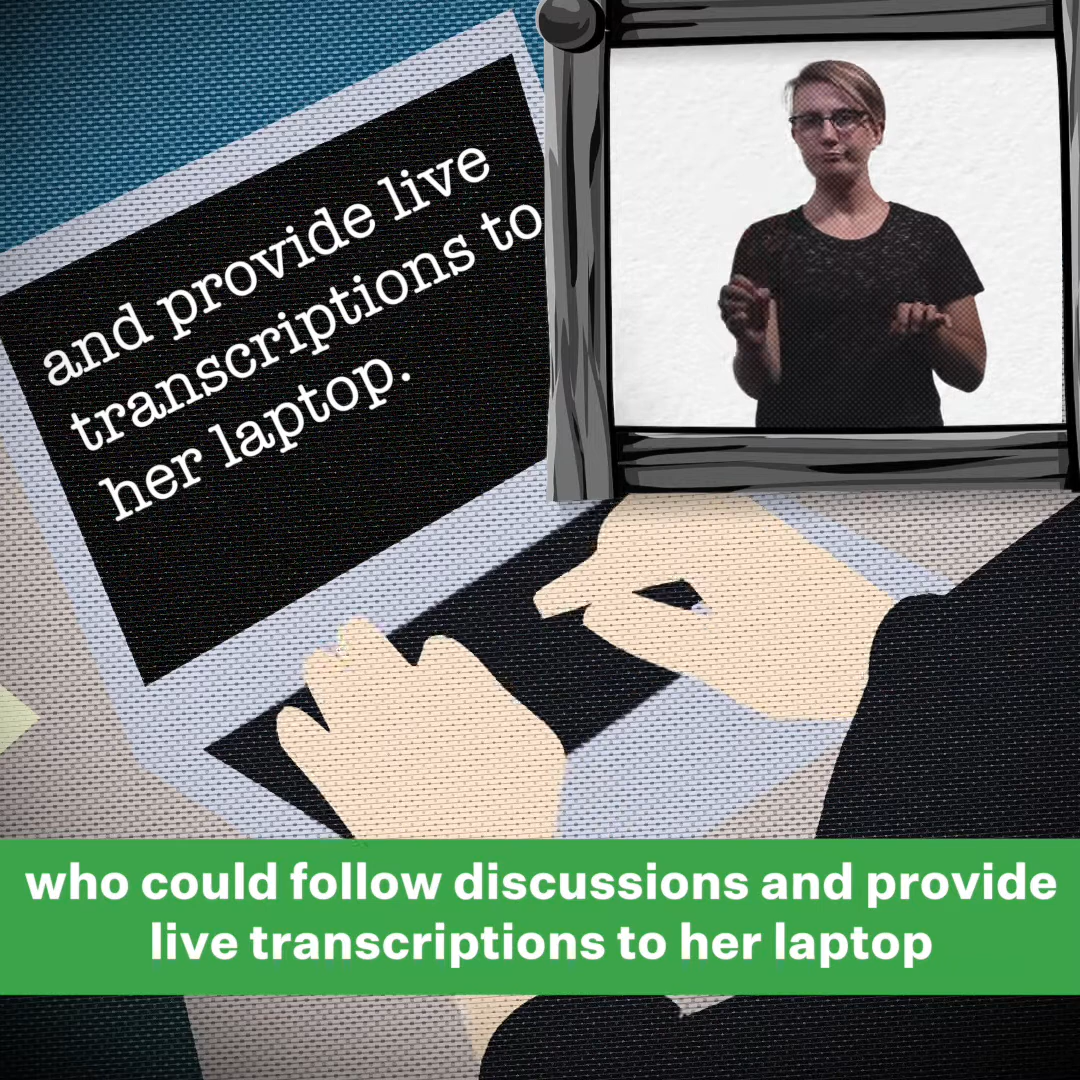 and provide live
transcriptions to
her laptop.
who could follow discussions and provide
live transcriptions to her laptop